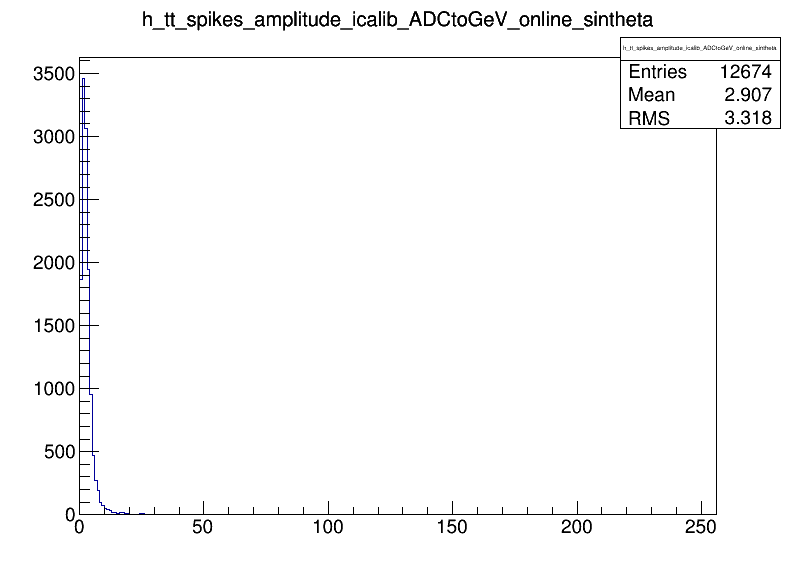 h_tt_spikes_amplitude_icalib_ADCtoGeV_online_sintheta
h_tt_spikes_amplitude_icalib_ADCtoGeV_online_sintheta
Entries 12674
Mean 2.907
RMS 3.318
3500
3000
2500
2000
1500
1000
500
0
0 50 100 150 200 250